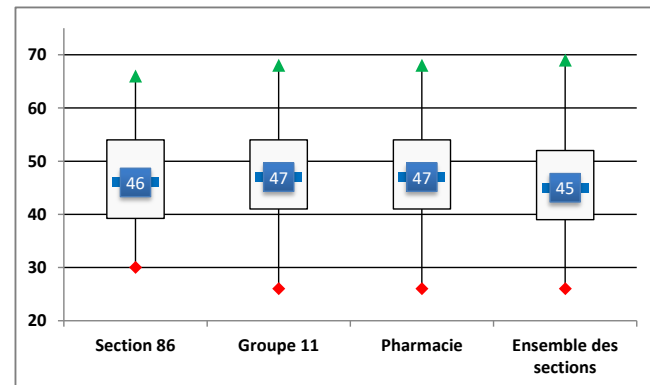 70
60
50
40
30
20
46
47
47
45
Section 86
Groupe 11
Pharmacie
Ensemble des
sections